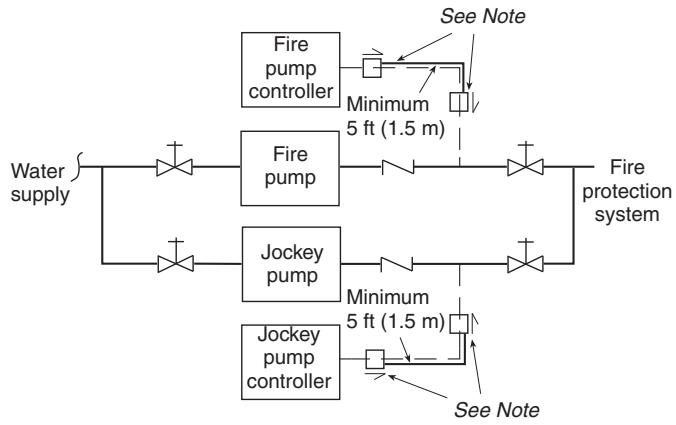 See Note
Fire
pump
controller
Minimum
5 ft (1.5 m)
Water
supply
Fire
pump
Fire
protection
system
Jockey
pump
Minimum
5 ft (1.5 m)
Jockey
pump
controller
See Note